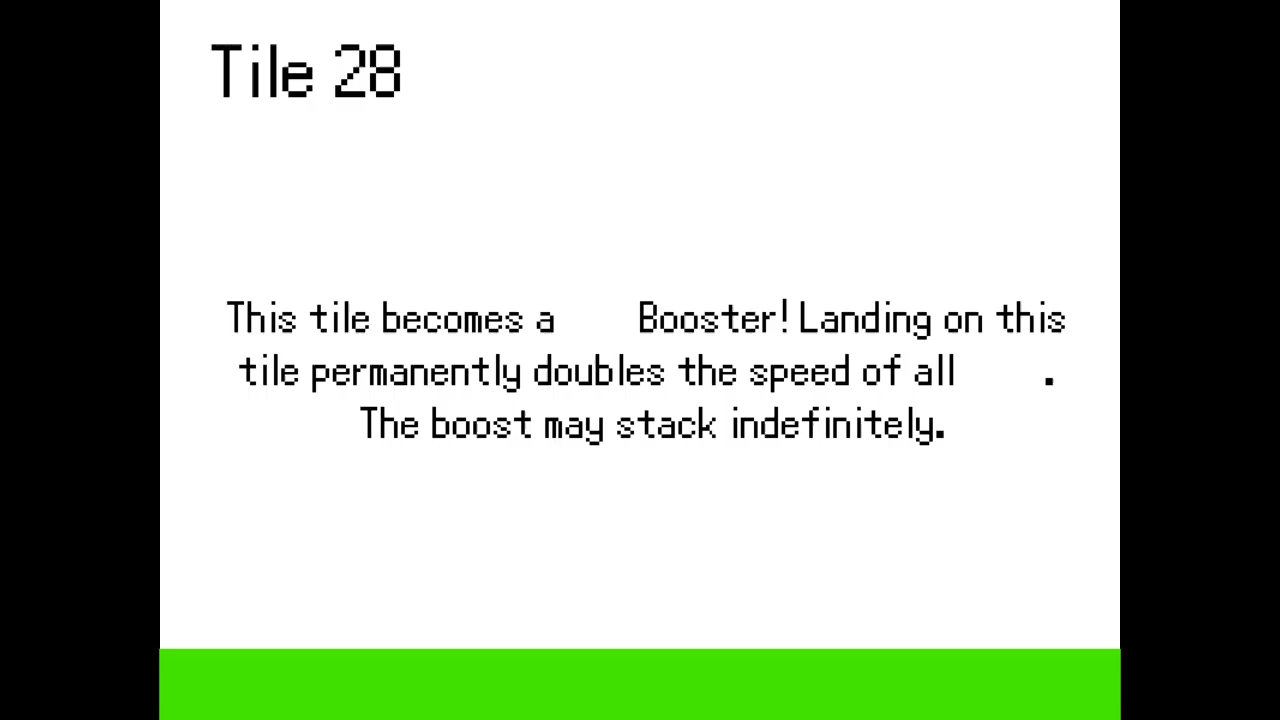 Tile 28
This tile becomes a Booster! Landing on this
tile permanently doubles the speed of all .
The boost may stack indefinitely.